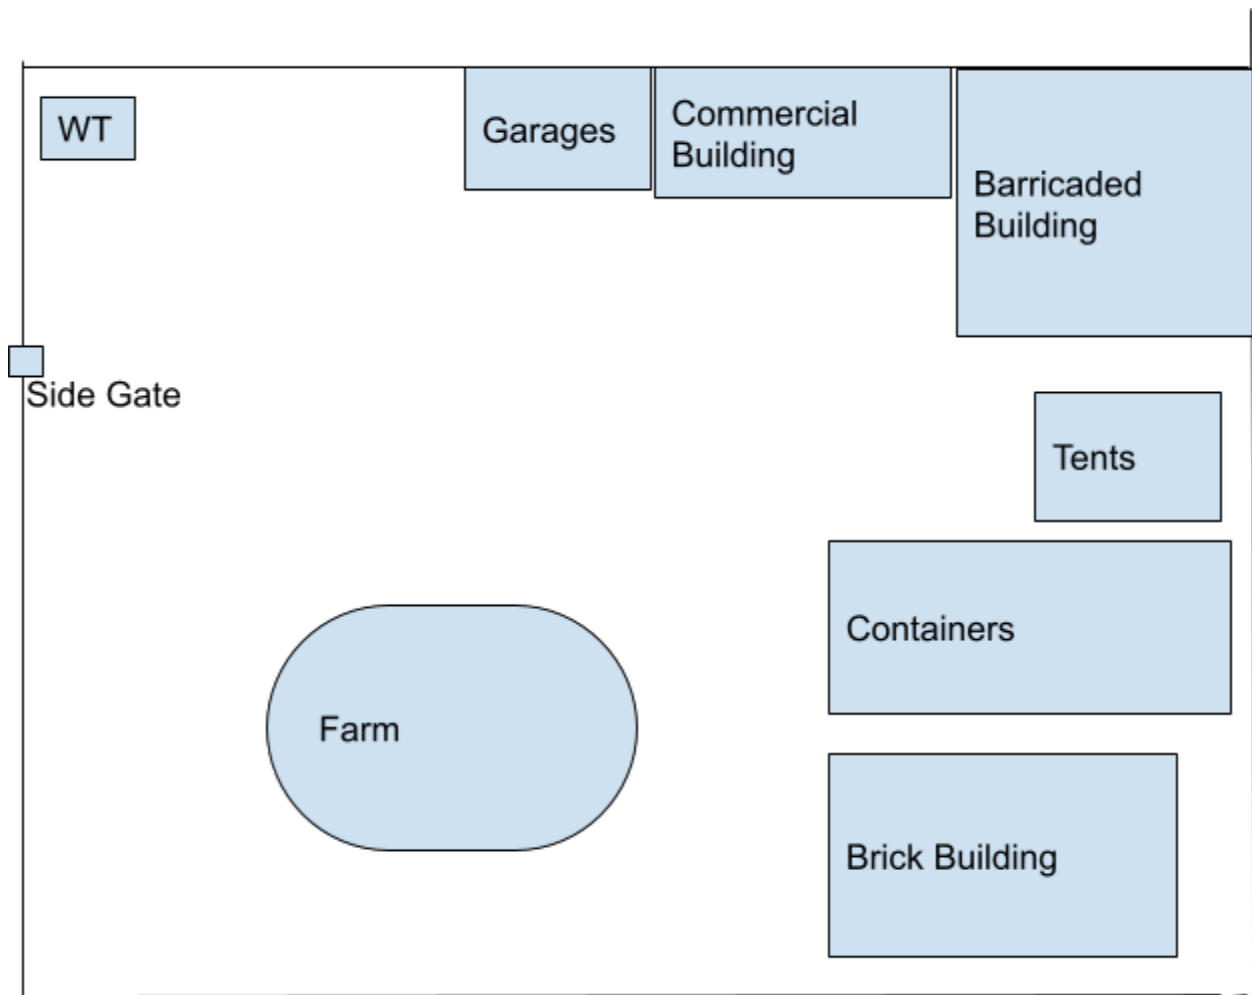 WT
Garages
Commercial
Building
Barricaded
Building
Side Gate
Tents
Containers
Farm
Brick Building